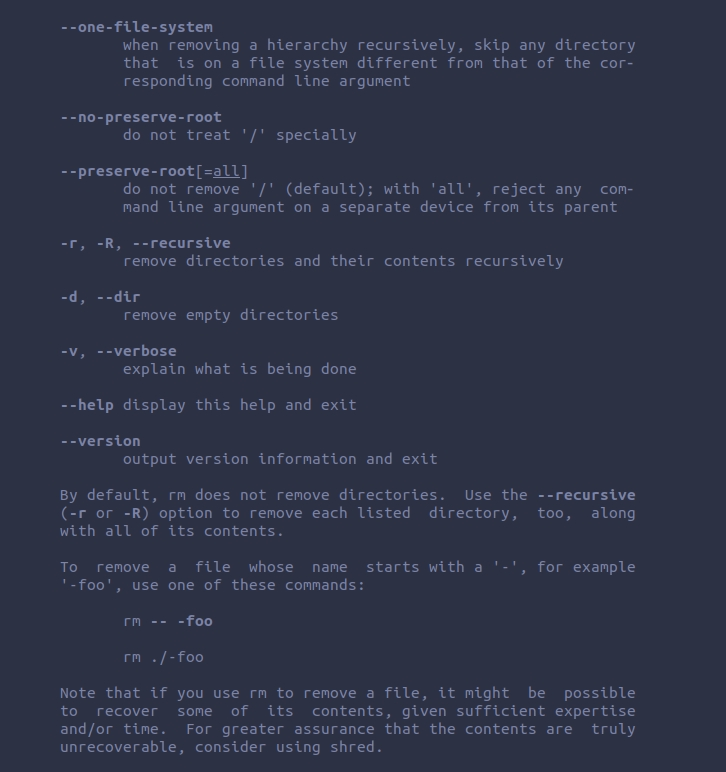 --one-file-system
when removing a hierarchy recursively, skip any directory
that  is on a file system different from that of the cor-
responding command line argument
--no-preserve-root
do not treat '/' specially
--preserve-root[=all]
do not remove '/' (default); with 'all', reject any  com-
mand line argument on a separate device from its parent
-r, -R, --recursive
remove directories and their contents recursively
-d, --dir
remove empty directories
-v, --verbose
explain what is being done
--help display this help and exit
--version
output version information and exit
By default, rm does not remove directories.  Use the --recursive
(-r or -R) option to remove each listed  directory,  too,  along
with all of its contents.
To  remove  a  file  whose  name  starts with a '-', for example
'-foo', use one of these commands:
rm -- -foo
rm ./-foo
Note that if you use rm to remove a file, it might  be  possible
to  recover  some  of  its  contents, given sufficient expertise
and/or time.  For greater assurance that the contents are  truly
unrecoverable, consider using shred.